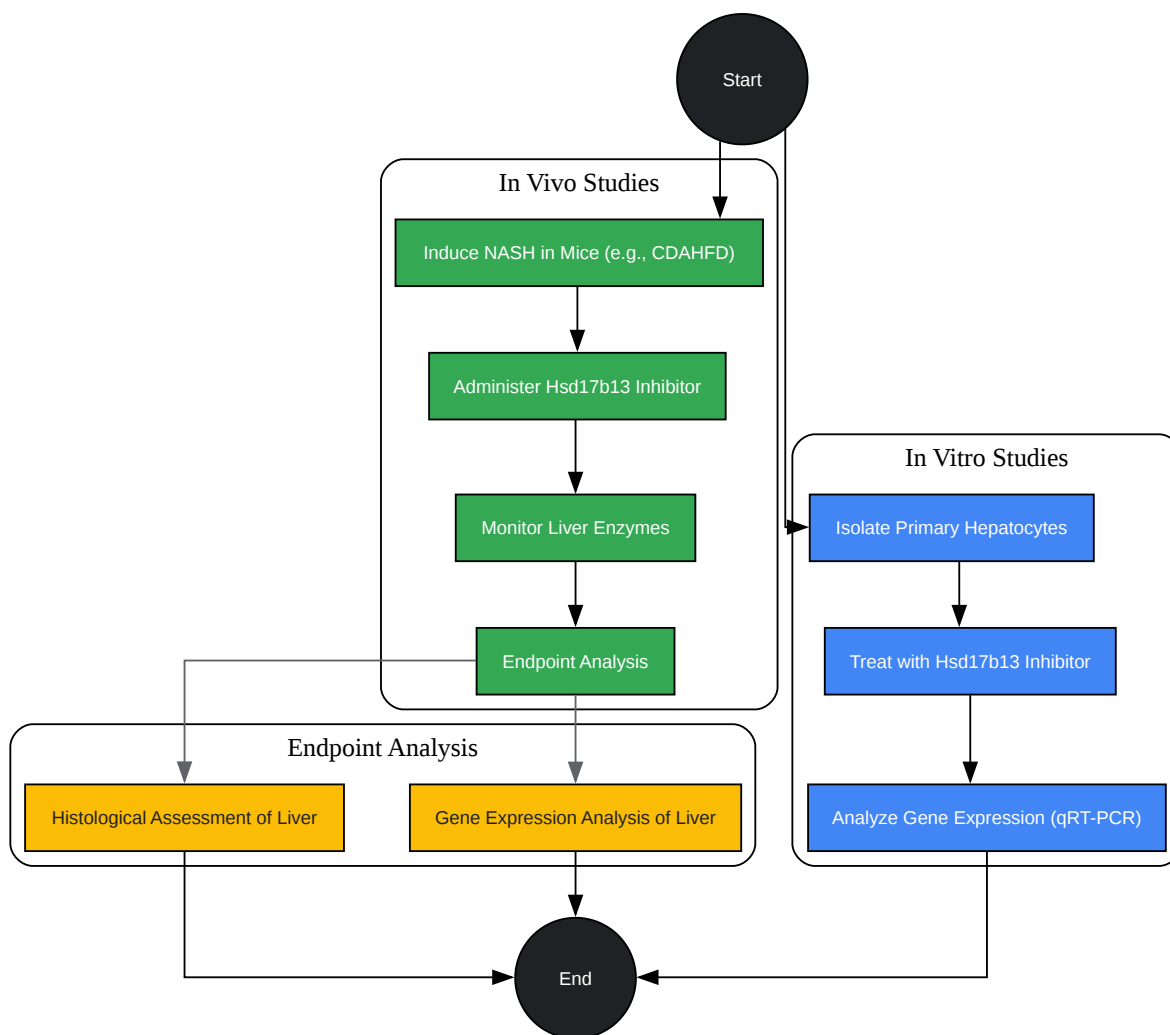 Start
In Vivo Studies
Induce NASH in Mice (e.g., CDAHFD)
Administer Hsd17b13 Inhibitor
Monitor Liver Enzymes
Endpoint Analysis
In Vitro Studies
Isolate Primary Hepatocytes
Treat with Hsd17b13 Inhibitor
Analyze Gene Expression (qRT-PCR)
Endpoint Analysis
Histological Assessment of Liver
Gene Expression Analysis of Liver
End